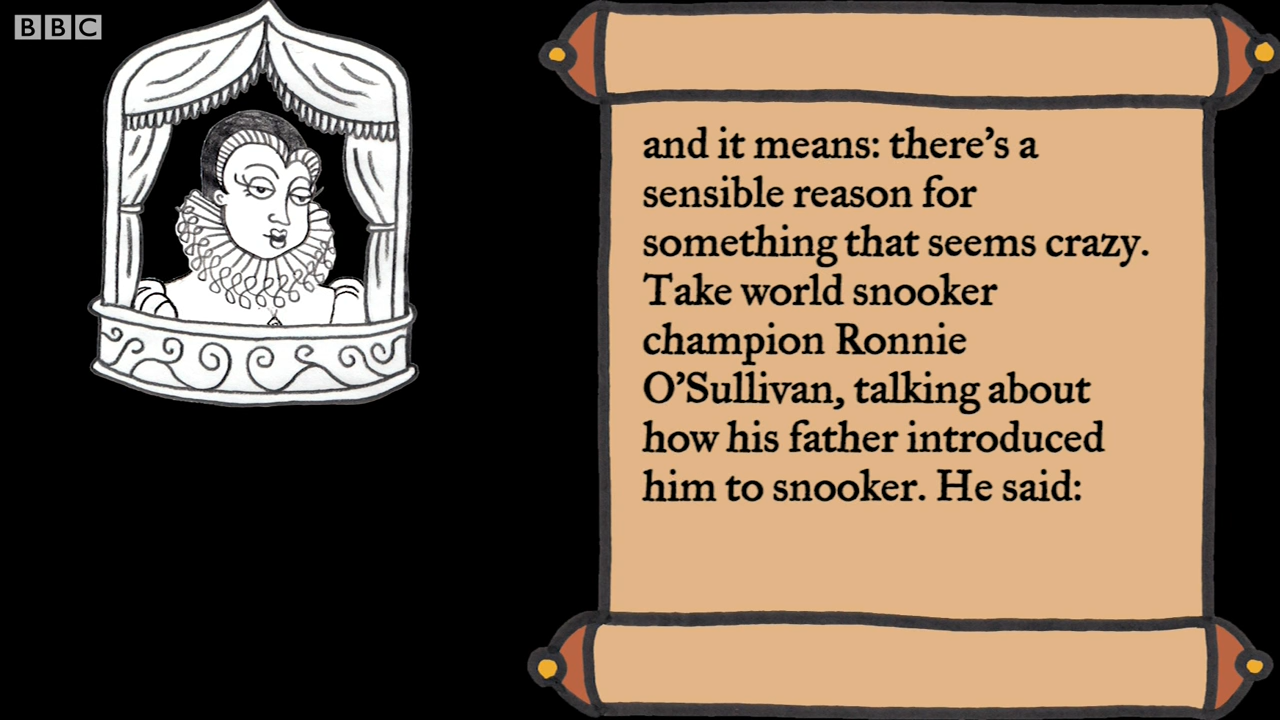 BBC
and it means: there's a
sensible reason for
something that seems crazy.
Take world snooker
champion Ronnie
O'Sullivan, talking about
how his father introduced
him to snooker. He said: